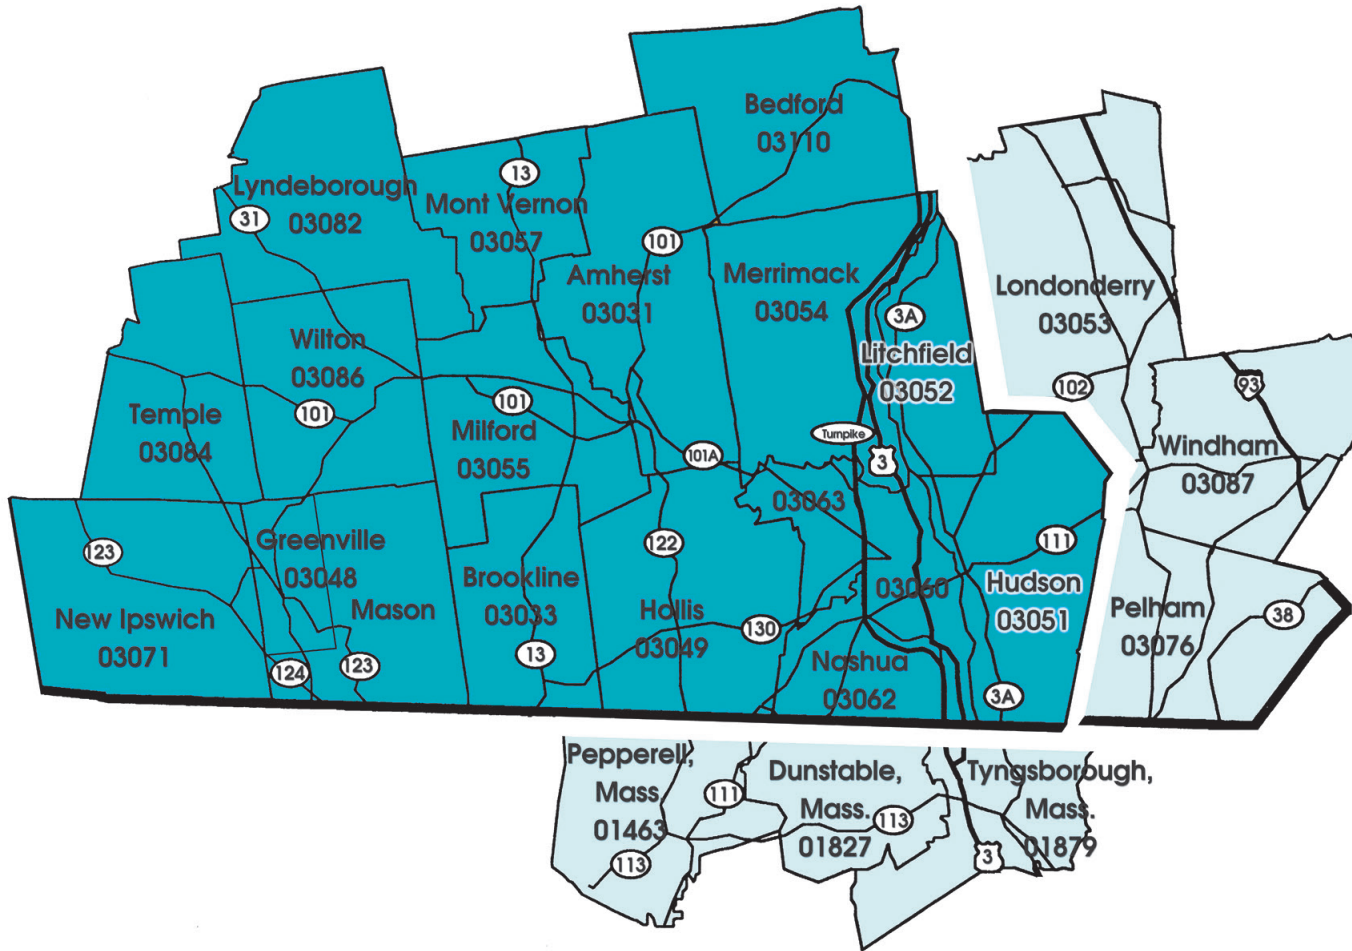 Bedford
03110
13
Lyndeborough
03082
31
Mont Vernon
03057
101
Amherst
03031
Merrimack
03054
Londonderry
03053
3A
Litchfield
03052
Wilton
03086
101
Temple
03084
101
Milford
03055
Turnpike
3
101A
102
93
Windham
03087
03063
123
Greenville
03048
122
111
New Ipswich
03071
Mason
Brookline
03033
Hollis
03049
130
03060
Hudson
03051
Pelham
03076
38
124
123
13
Nashua
03062
3A
Pepperell,
Mass
01463
111
113
Dunstable,
Mass.
01827
113
Tyngsborough,
Mass.
01879
3